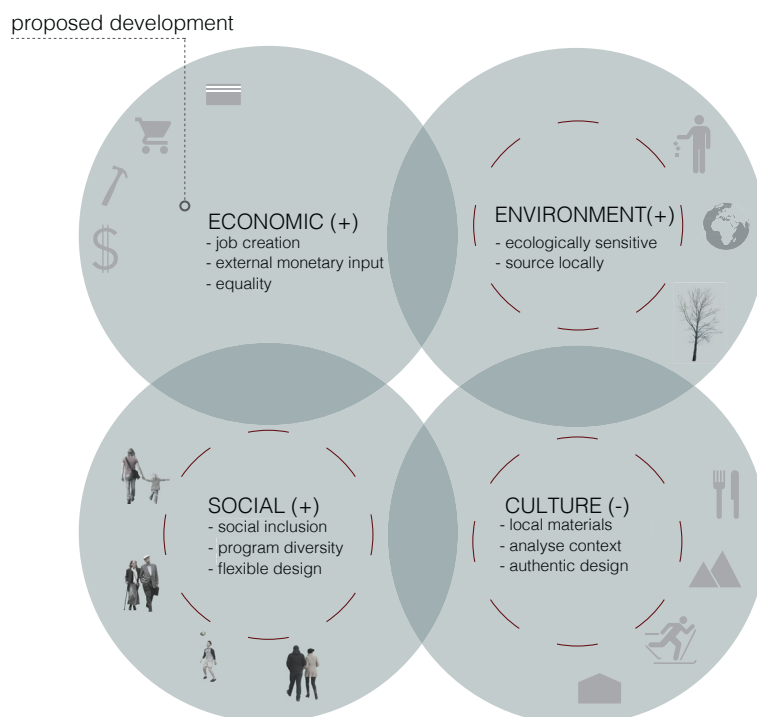 proposed development
ECONOMIC (+)
- job creation
- external monetary input
- equality
ENVIRONMENT(+)
- ecologically sensitive
- source locally
SOCIAL (+)
- social inclusion
- program diversity
- flexible design
CULTURE (-)
- local materials
- analyse context
- authentic design
$